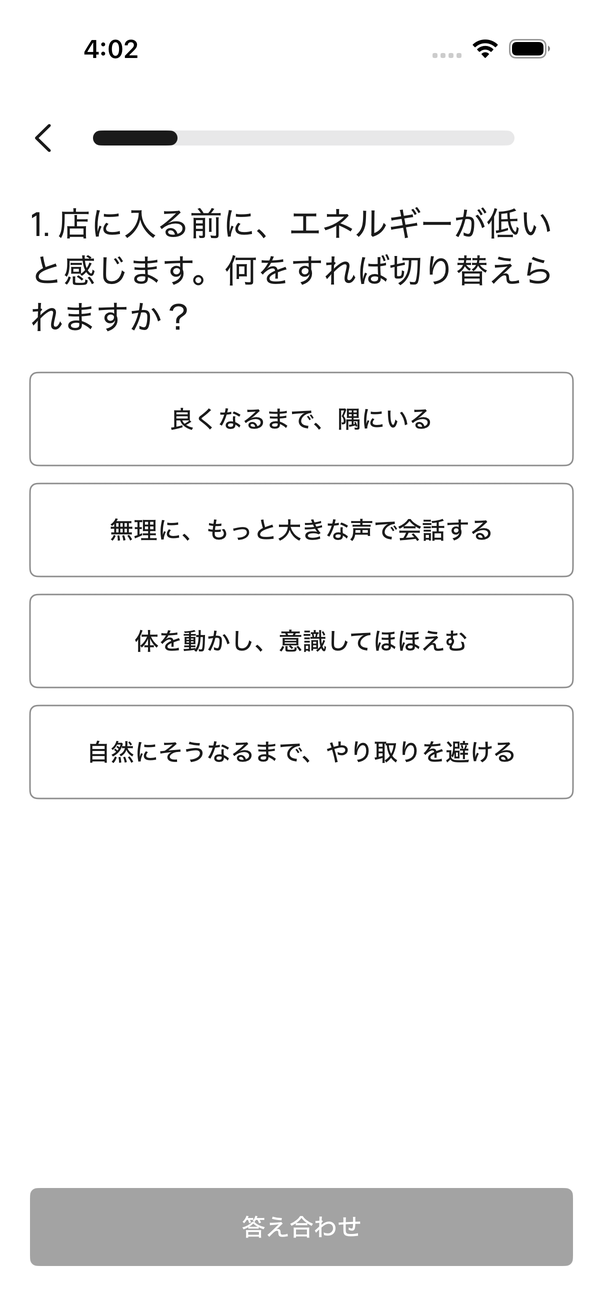 4:02
1. 店に入る前に、エネルギーが低い
と感じます。何をすれば切り替えら
れますか？
良くなるまで、隅にいる
無理に、もっと大きな声で会話する
体を動かし、意識してほほえむ
自然にそうなるまで、やり取りを避ける
答え合わせ